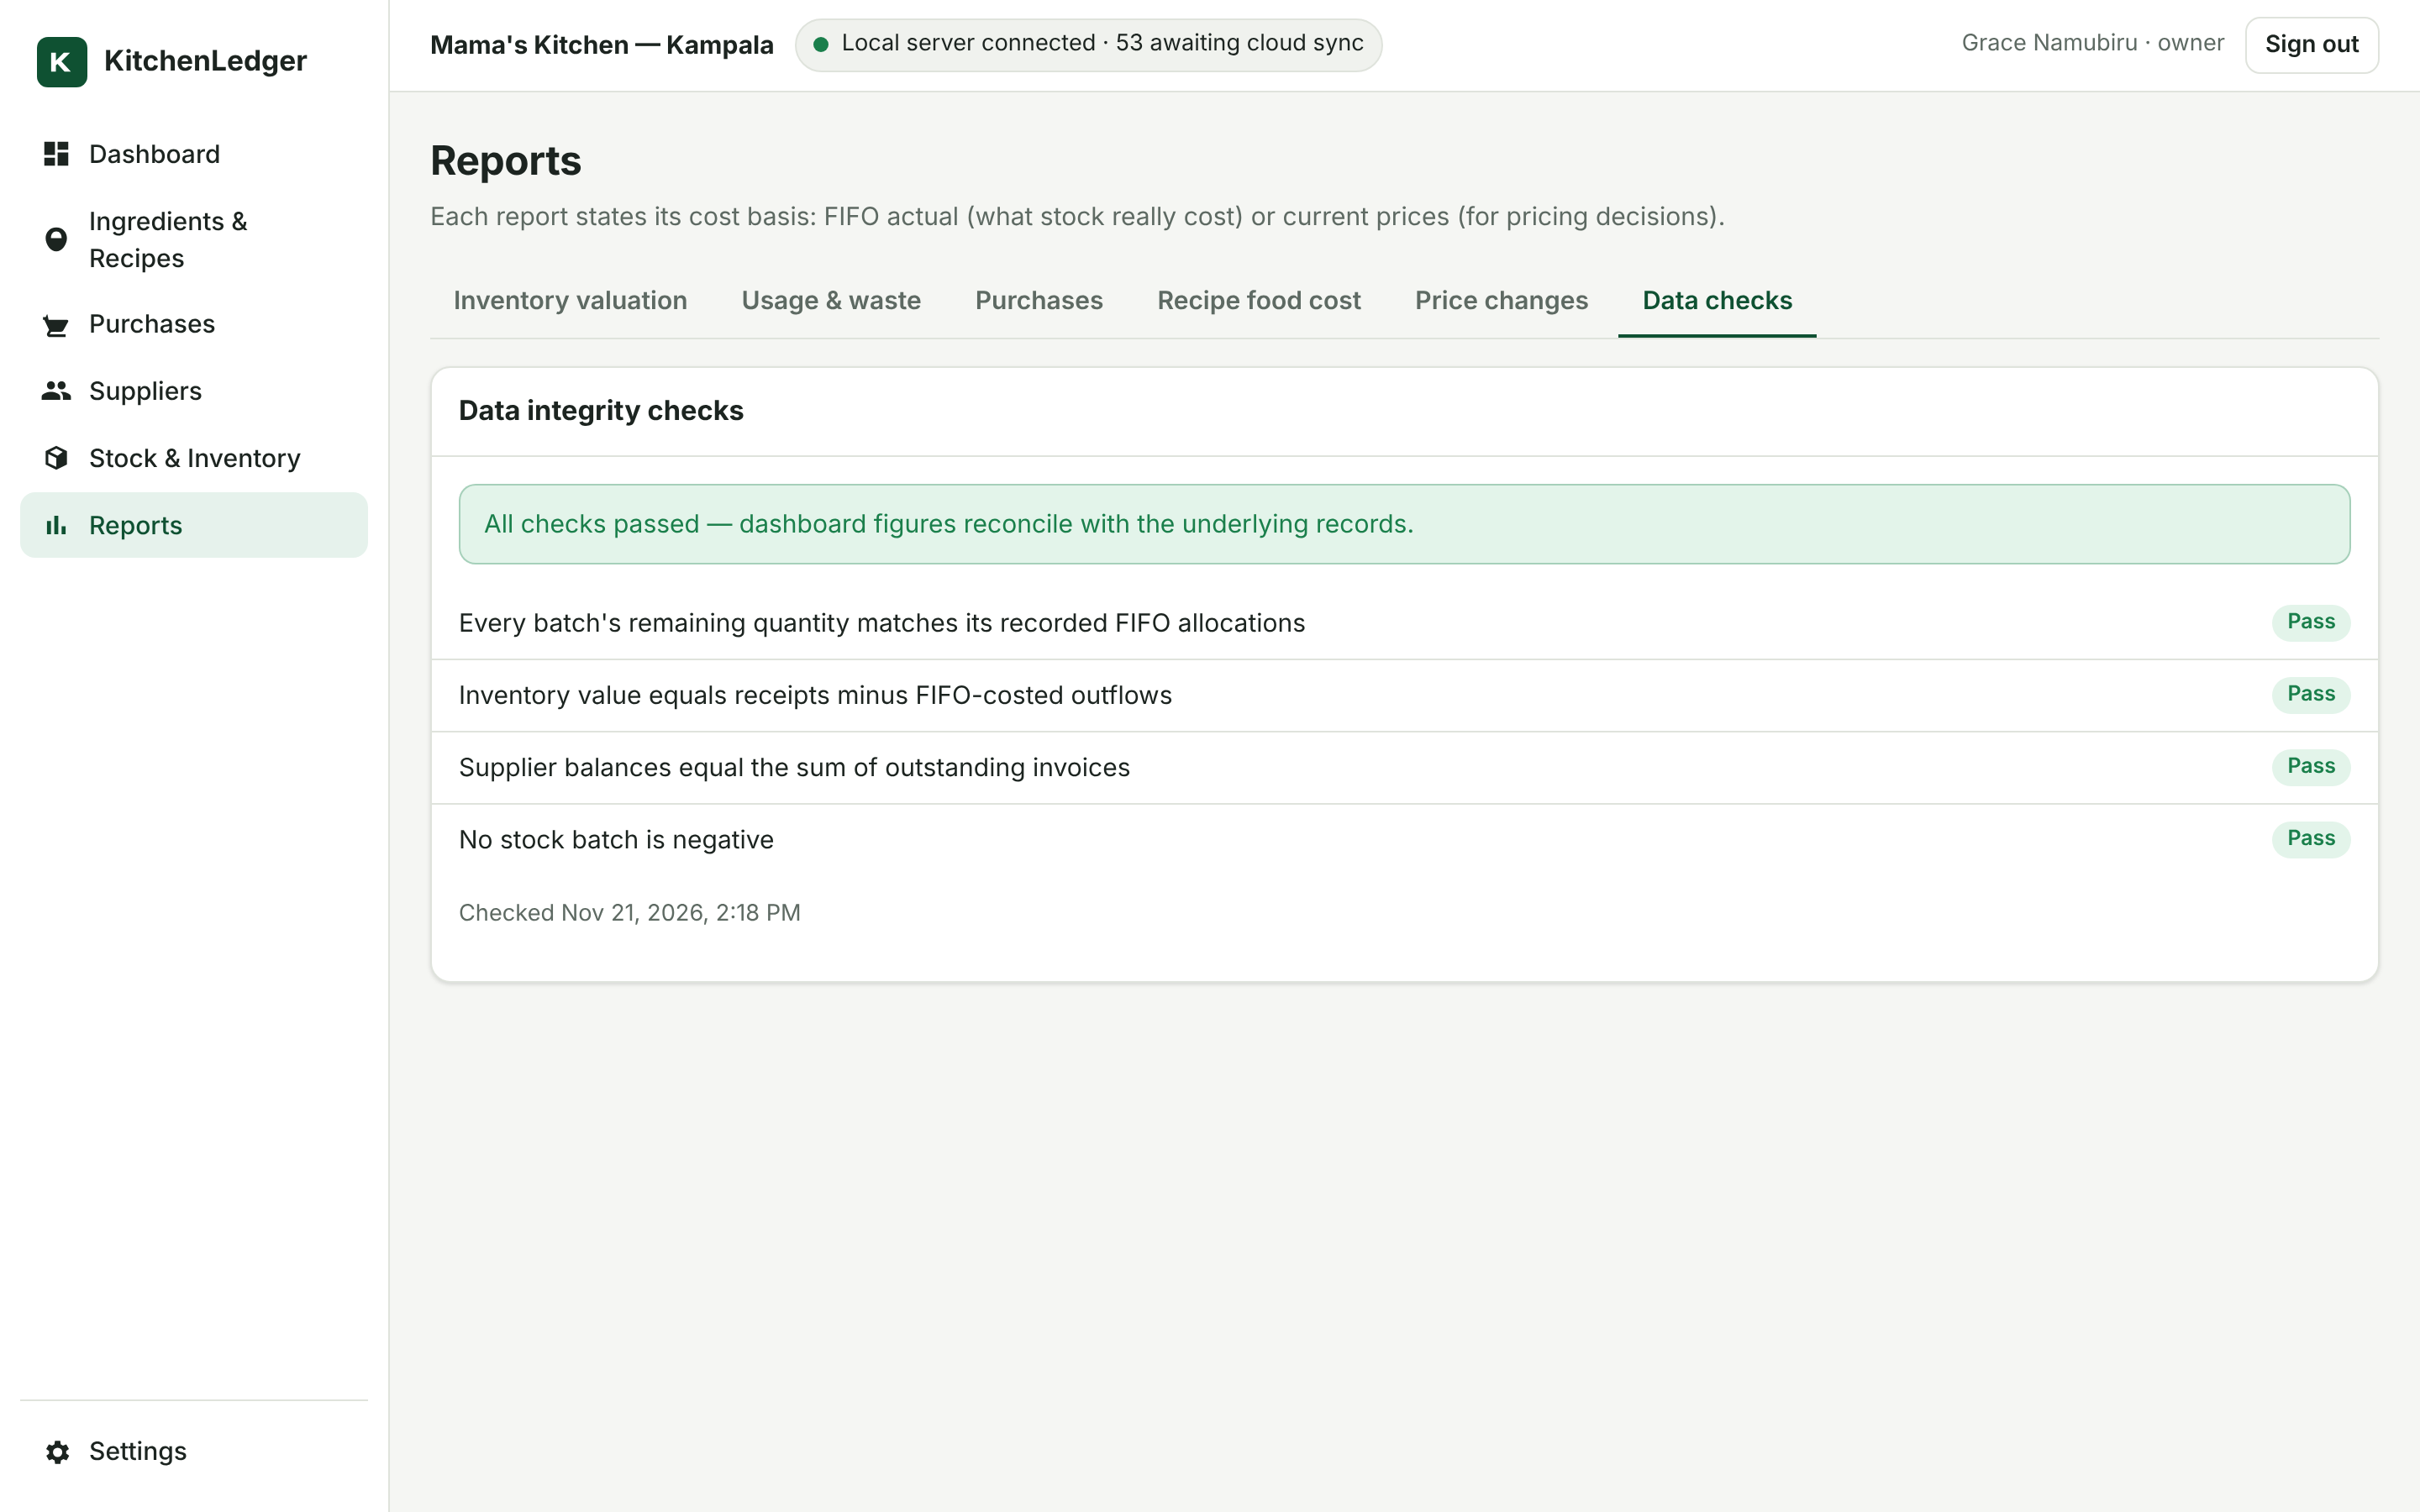 K KitchenLedger
Dashboard
Ingredients &
Recipes
Purchases
Suppliers
Stock & Inventory
Reports
Settings
Mama's Kitchen — Kampala
Local server connected · 53 awaiting cloud sync
Grace Namubiru · owner
Sign out
Reports
Each report states its cost basis: FIFO actual (what stock really cost) or current prices (for pricing decisions).
Inventory valuation Usage & waste Purchases Recipe food cost Price changes Data checks
Data integrity checks
All checks passed — dashboard figures reconcile with the underlying records.
Every batch's remaining quantity matches its recorded FIFO allocations Pass
Inventory value equals receipts minus FIFO-costed outflows Pass
Supplier balances equal the sum of outstanding invoices Pass
No stock batch is negative Pass
Checked Nov 21, 2026, 2:18 PM